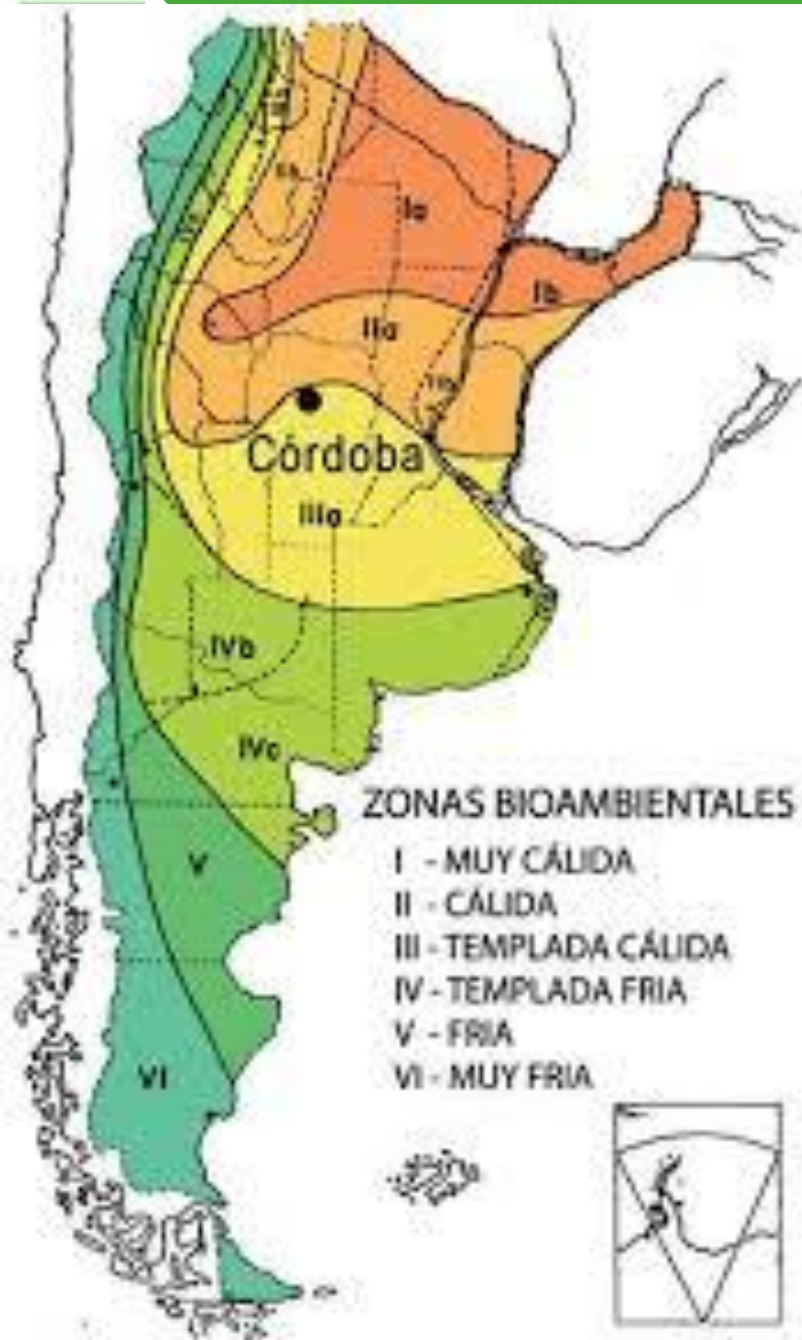 Ia
Ib
IIa
IIb
Córdoba
IIIa
IVb
IVc
V
VI
ZONAS BIOAMBIENTALES
I - MUY CÁLIDA
II - CÁLIDA
III - TEMPLADA CÁLIDA
IV - TEMPLADA FRIA
V - FRIA
VI - MUY FRIA